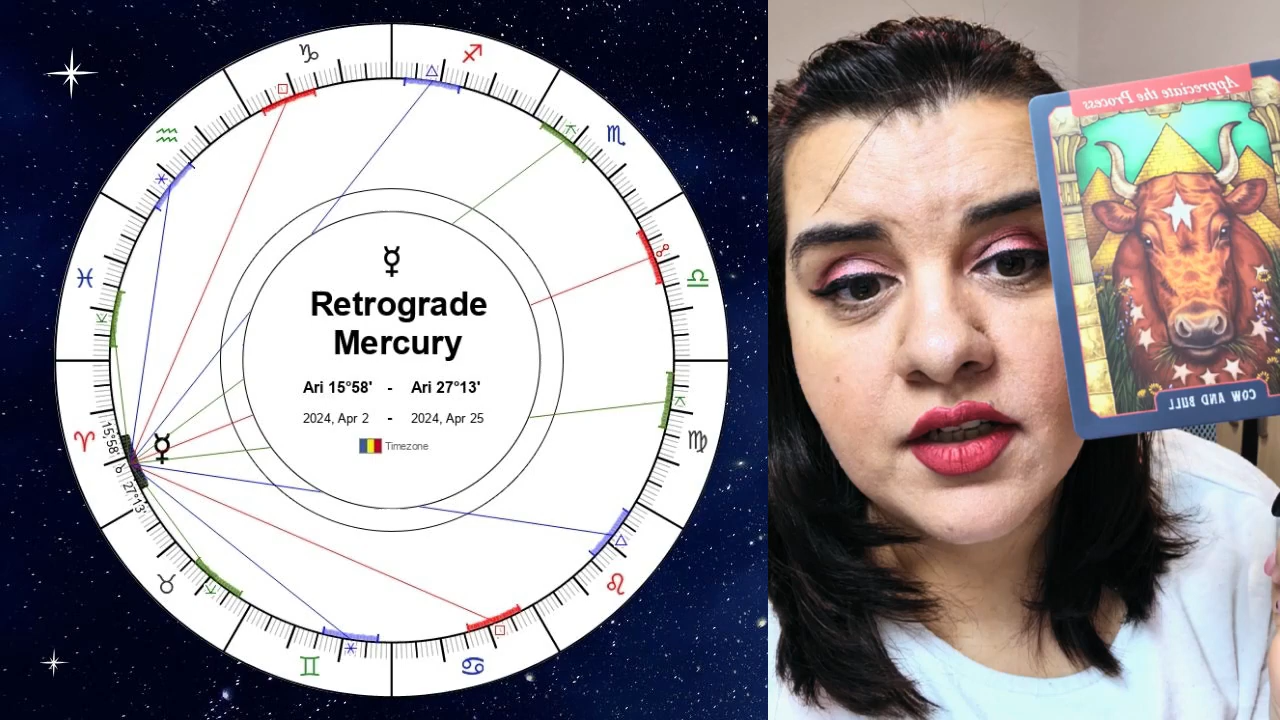 Retrograde
Mercury
Ari 15°58' - Ari 27°13'
2024, Apr 2 - 2024, Apr 25
Timezone
15°58'
27°13'
Appreciate the Process
COW AND BULL